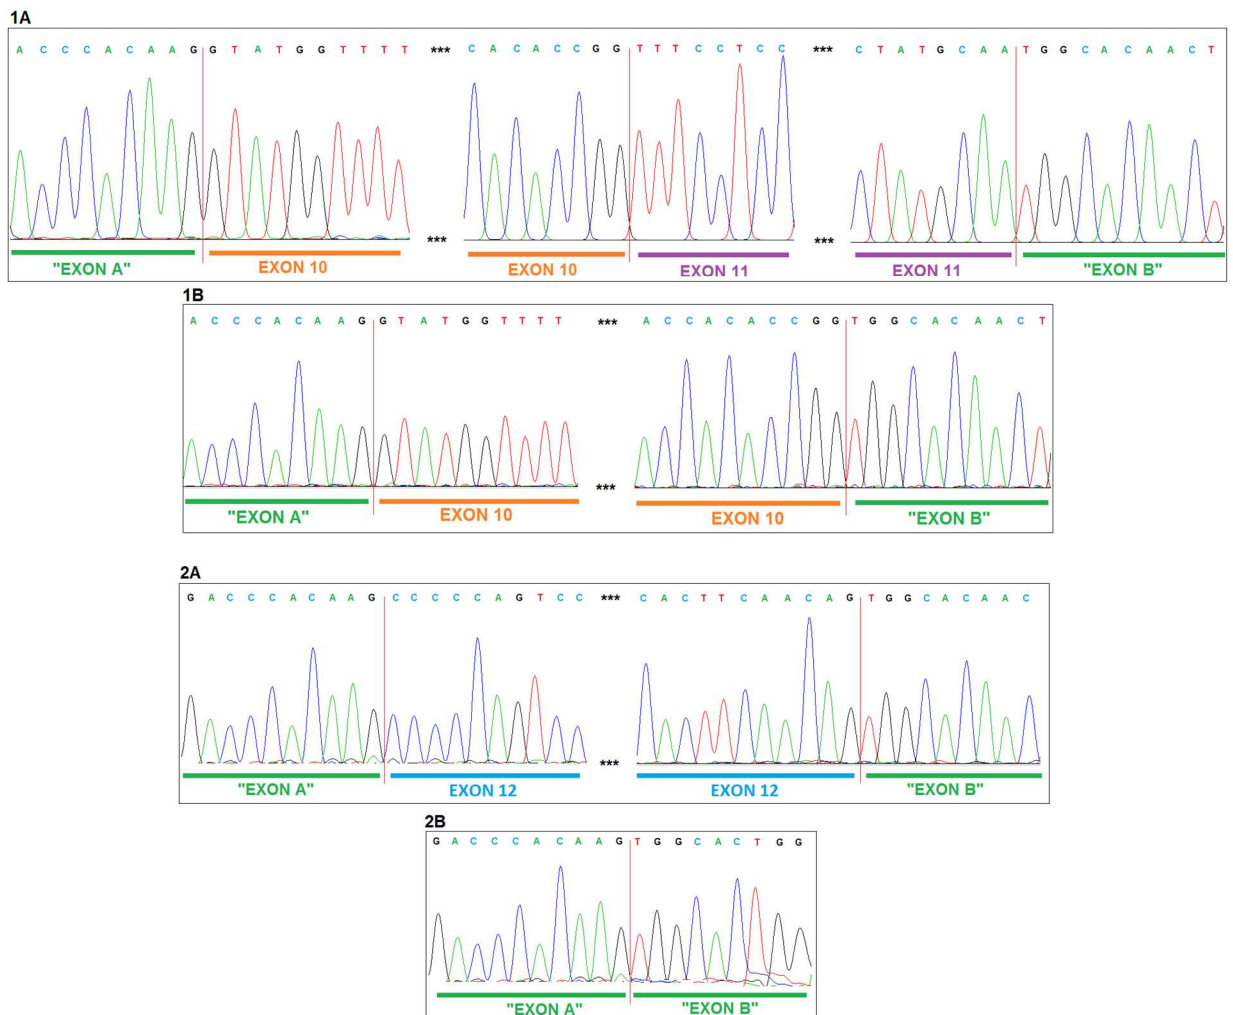 1A
A C C C A C A A G G T A T G G T T T T *** C A C A C C G G T T T C C T C C *** C T A T G C A A T G G C A C A A C T
*** ***
"EXON A" EXON 10 EXON 10 EXON 11 EXON 11 "EXON B"
1B
A C C C A C A A G G T A T G G T T T T *** A C C A C A C C G G T G G C A C A A C T
***
"EXON A" EXON 10 EXON 10 "EXON B"
2A
G A C C C A C A A G C C C C C A G T C C *** C A C T T C A A C A G T G G C A C A A C
***
"EXON A" EXON 12 EXON 12 "EXON B"
2B
G A C C C A C A A G T G G C A C T G G
"EXON A" "EXON B"